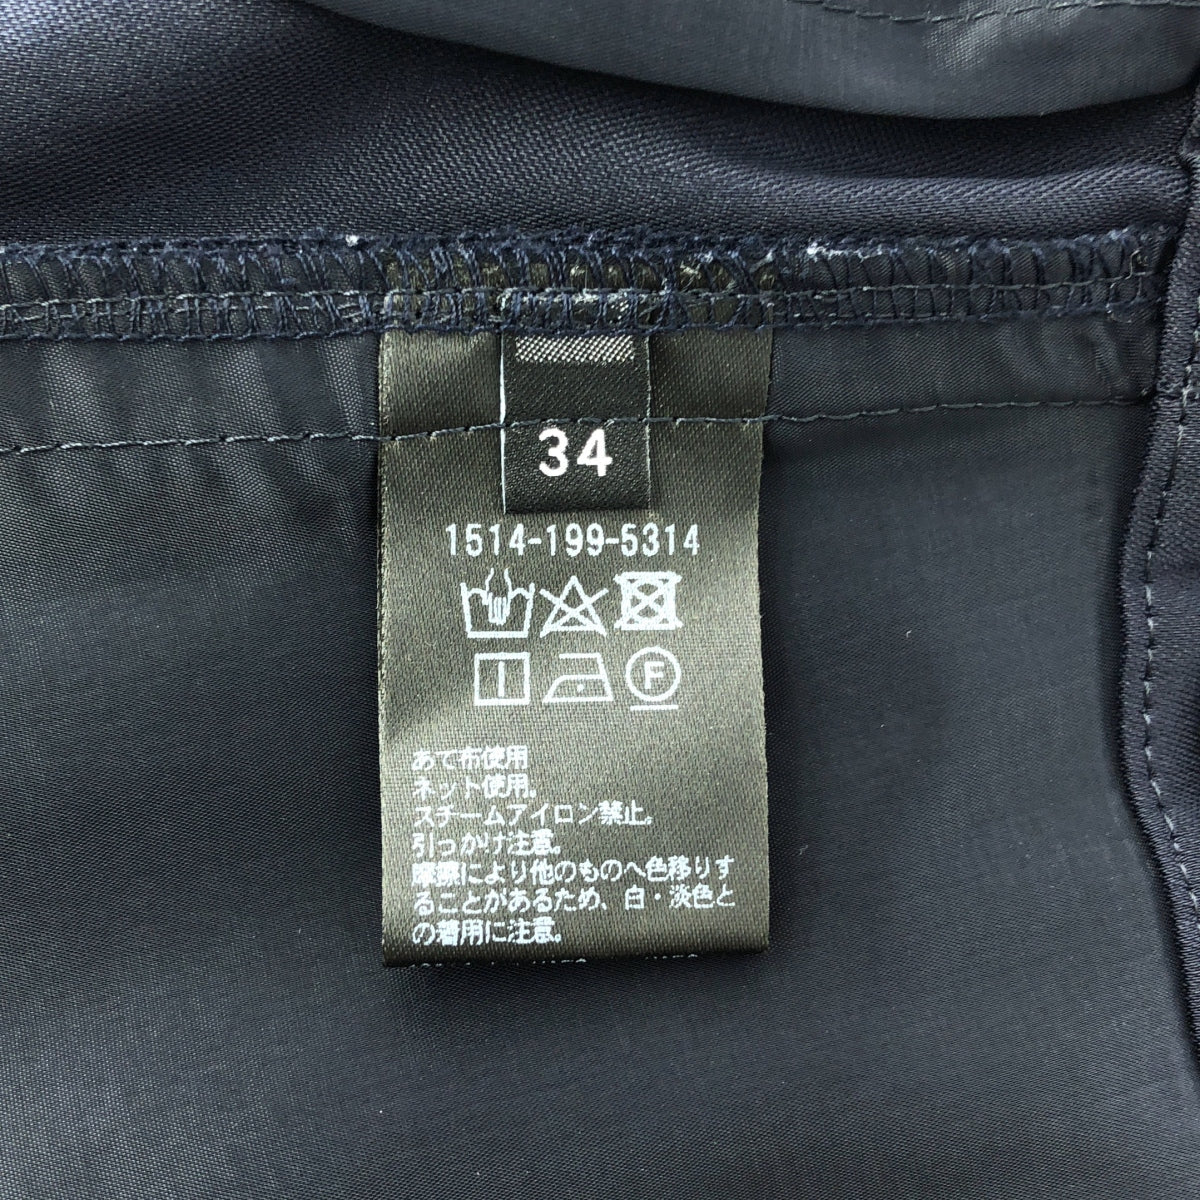 34
1514-199-5314
F
あて布使用
ネット使用。
スチームアイロン禁止。
引っかけ注意。
摩擦により他のものへ色移りす
ることがあるため、白・淡色と
の着用に注意。